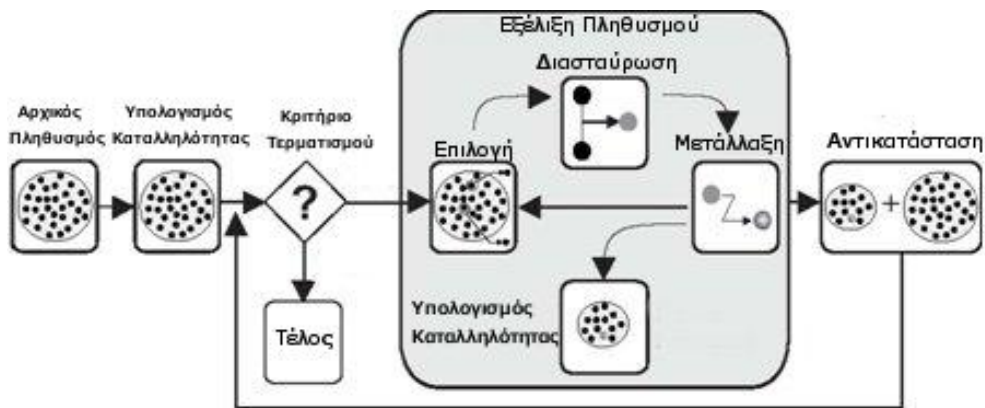 Εξέλιξη Πληθυσμού
Διασταύρωση
Αρχικός
Πληθυσμός
Υπολογισμός
Καταλληλότητας
Κριτήριο
Τερματισμού
Επιλογή
Μετάλλαξη
Αντικατάσταση
?
+
Τέλος
Υπολογισμός
Καταλληλότητας